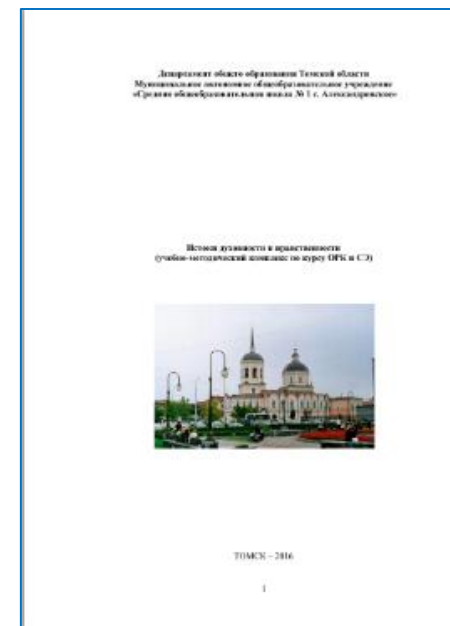 Департамент общего образования Томской области
Муниципальное автономное общеобразовательное учреждение
«Средняя общеобразовательная школа № 1 с. Александровское»
Истоки духовности и нравственности
(учебно-методический комплекс по курсу ОРК и СЭ)
ТОМСК – 2016
1